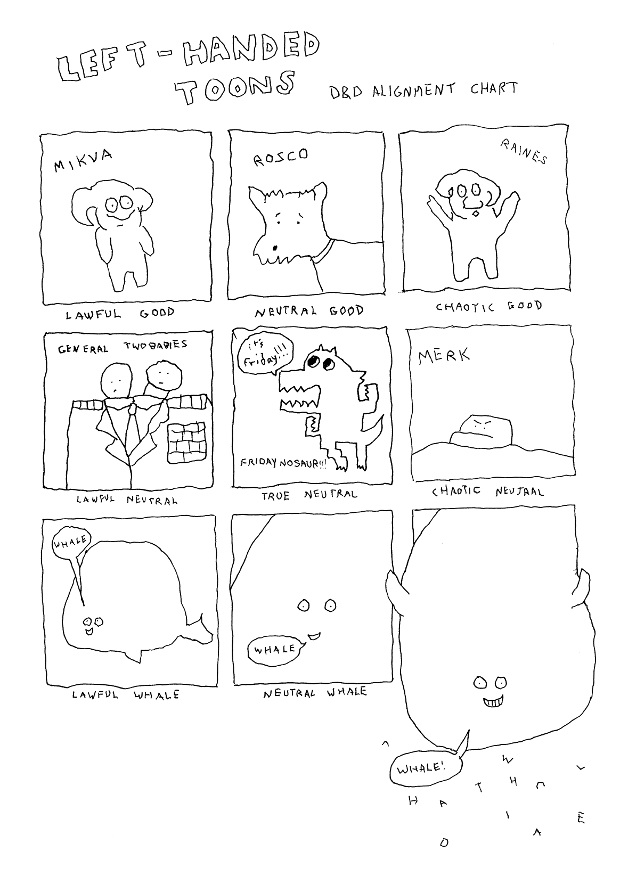 LEFT-HANDED
TOONS
D&D ALIGNMENT CHART
MIKVA
LAWFUL GOOD
ROSCO
NEUTRAL GOOD
RAINES
CHAOTIC GOOD
GENERAL TWOBABIES
LAWFUL NEUTRAL
it's
friday...!!!
FRIDAYNOSAUR!!!
TRUE NEUTRAL
MERK
CHAOTIC NEUTRAL
WHALE
LAWFUL WHALE
WHALE
NEUTRAL WHALE
WHALE!
C H A O T I C W H A L E